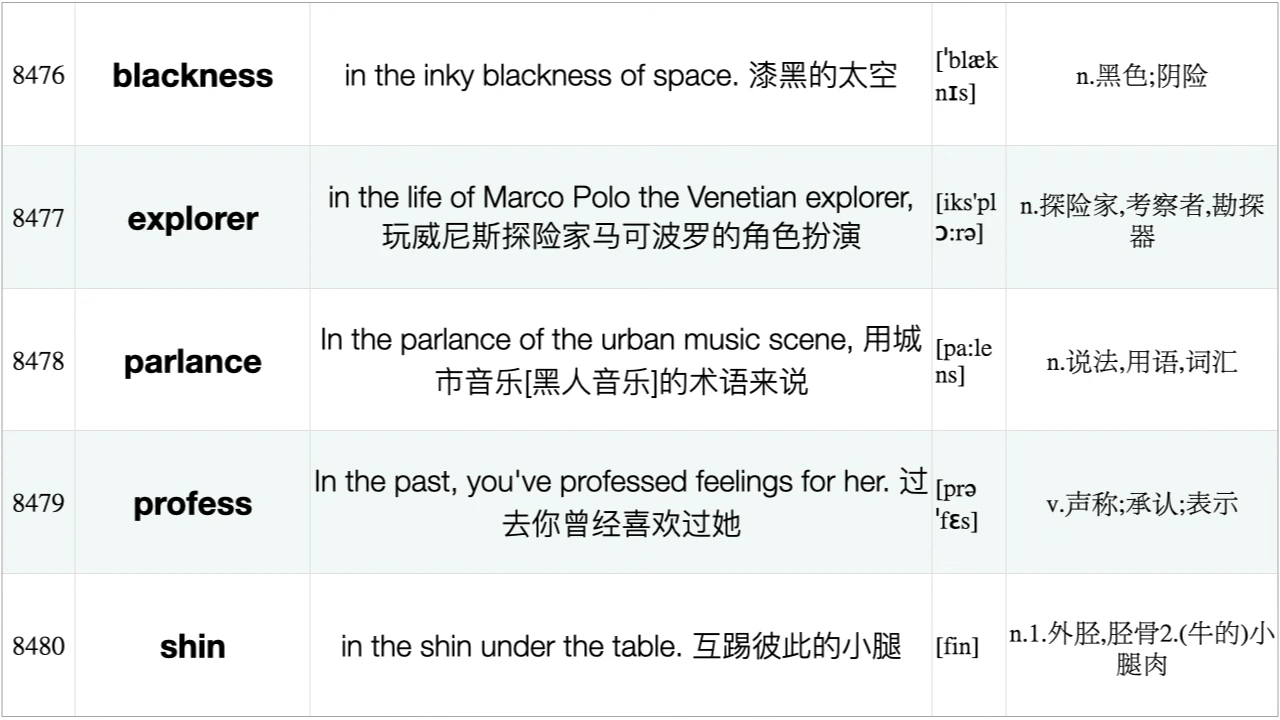 8476 blackness in the inky blackness of space. 漆黑的太空 [ˈblæk n.黑色;阴险
nɪs]
8477 explorer in the life of Marco Polo the Venetian explorer, [iks'pl n.探险家,考察者,勘探
玩威尼斯探险家马可波罗的角色扮演 ɔ:rə] 器
8478 parlance In the parlance of the urban music scene, 用城 [pa:le n.说法,用语,词汇
市音乐[黑人音乐]的术语来说 ns]
8479 profess In the past, you've professed feelings for her. 过 [prə v.声称;承认;表示
去你曾经喜欢过她 ˈfɛs]
8480 shin in the shin under the table. 互踢彼此的小腿 [fin] n.1.外胫,胫骨2.(牛的)小
腿肉